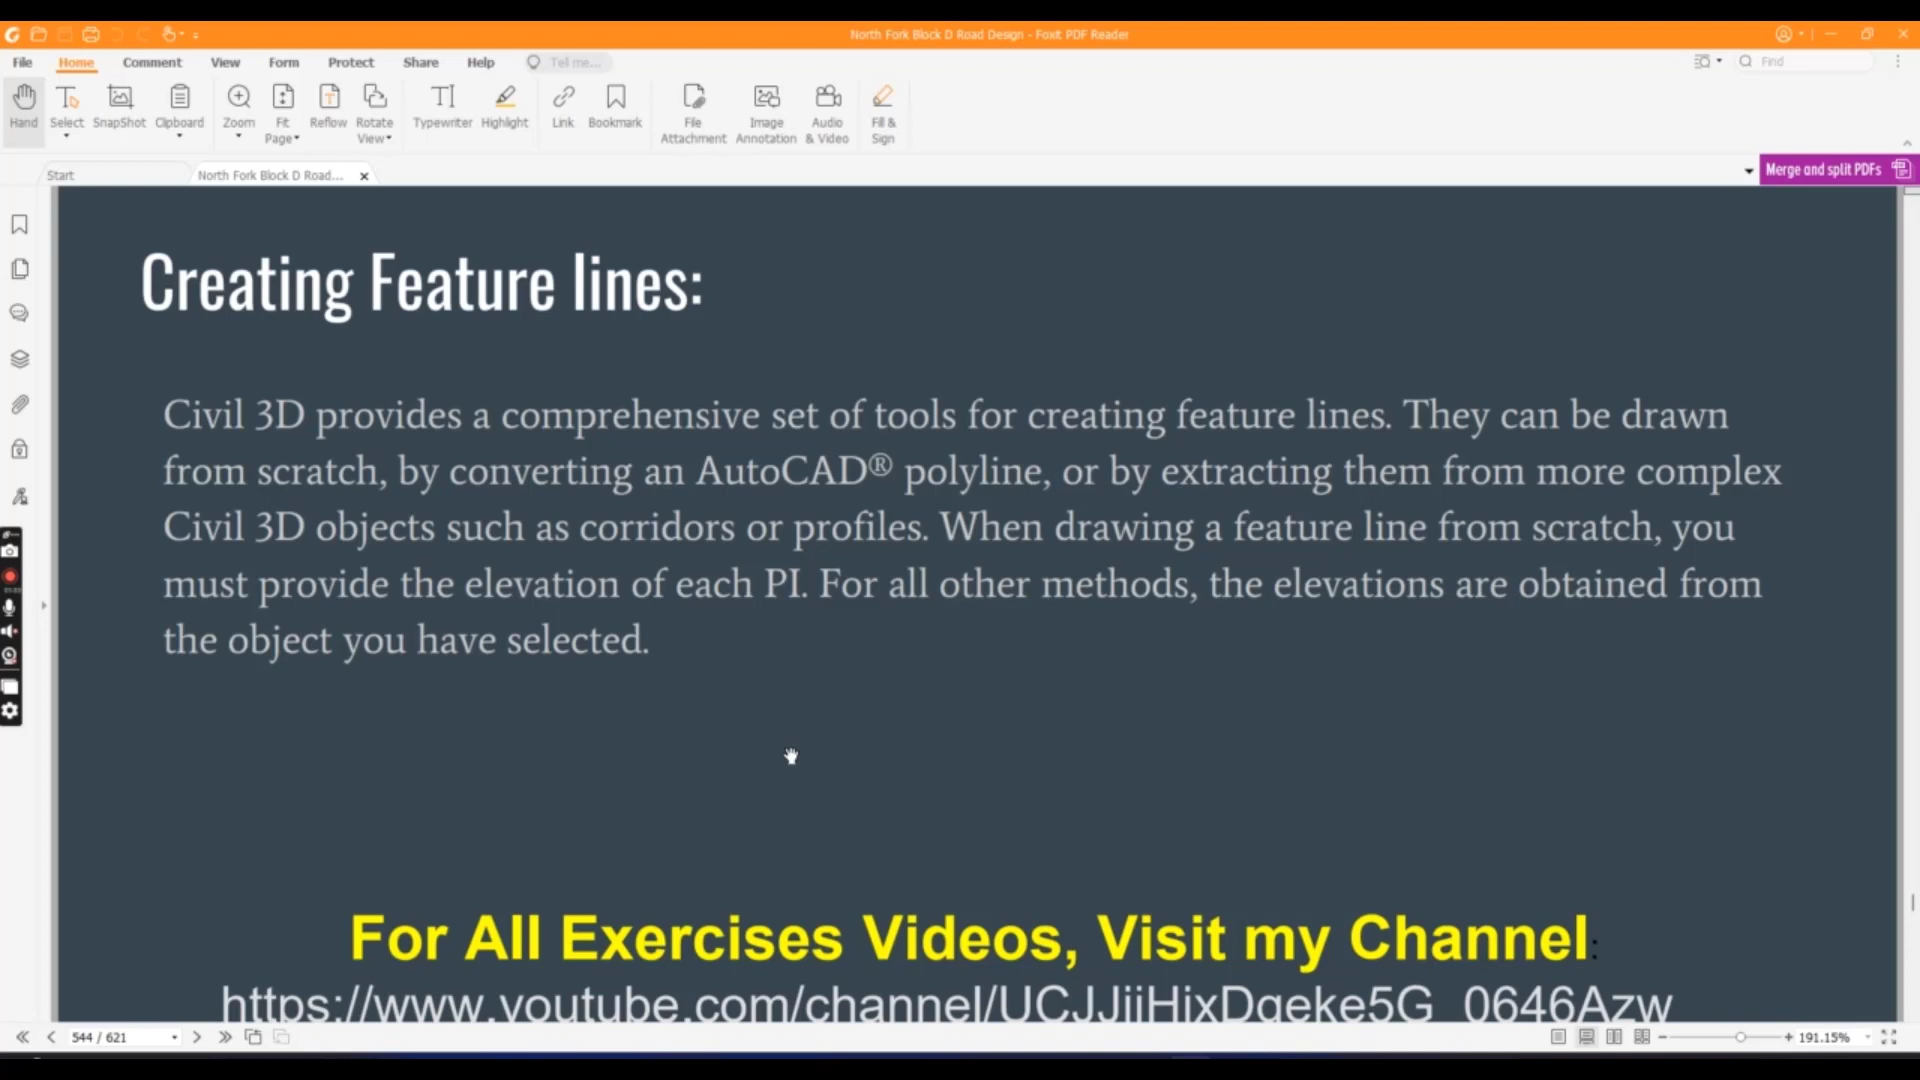 North Fork Block D Road Design - Foxit PDF Reader
File Home Comment View Form Protect Share Help Tell me... Find
Hand Select SnapShot Clipboard Zoom Fit Page Reflow Rotate View Typewriter Highlight Link Bookmark File Attachment Image Annotation Audio & Video Fill & Sign
Start North Fork Block D Road... Merge and split PDFs
Creating Feature lines:
Civil 3D provides a comprehensive set of tools for creating feature lines. They can be drawn
from scratch, by converting an AutoCAD® polyline, or by extracting them from more complex
Civil 3D objects such as corridors or profiles. When drawing a feature line from scratch, you
must provide the elevation of each PI. For all other methods, the elevations are obtained from
the object you have selected.
For All Exercises Videos, Visit my Channel:
https://www.youtube.com/channel/
544 / 621 191.15%